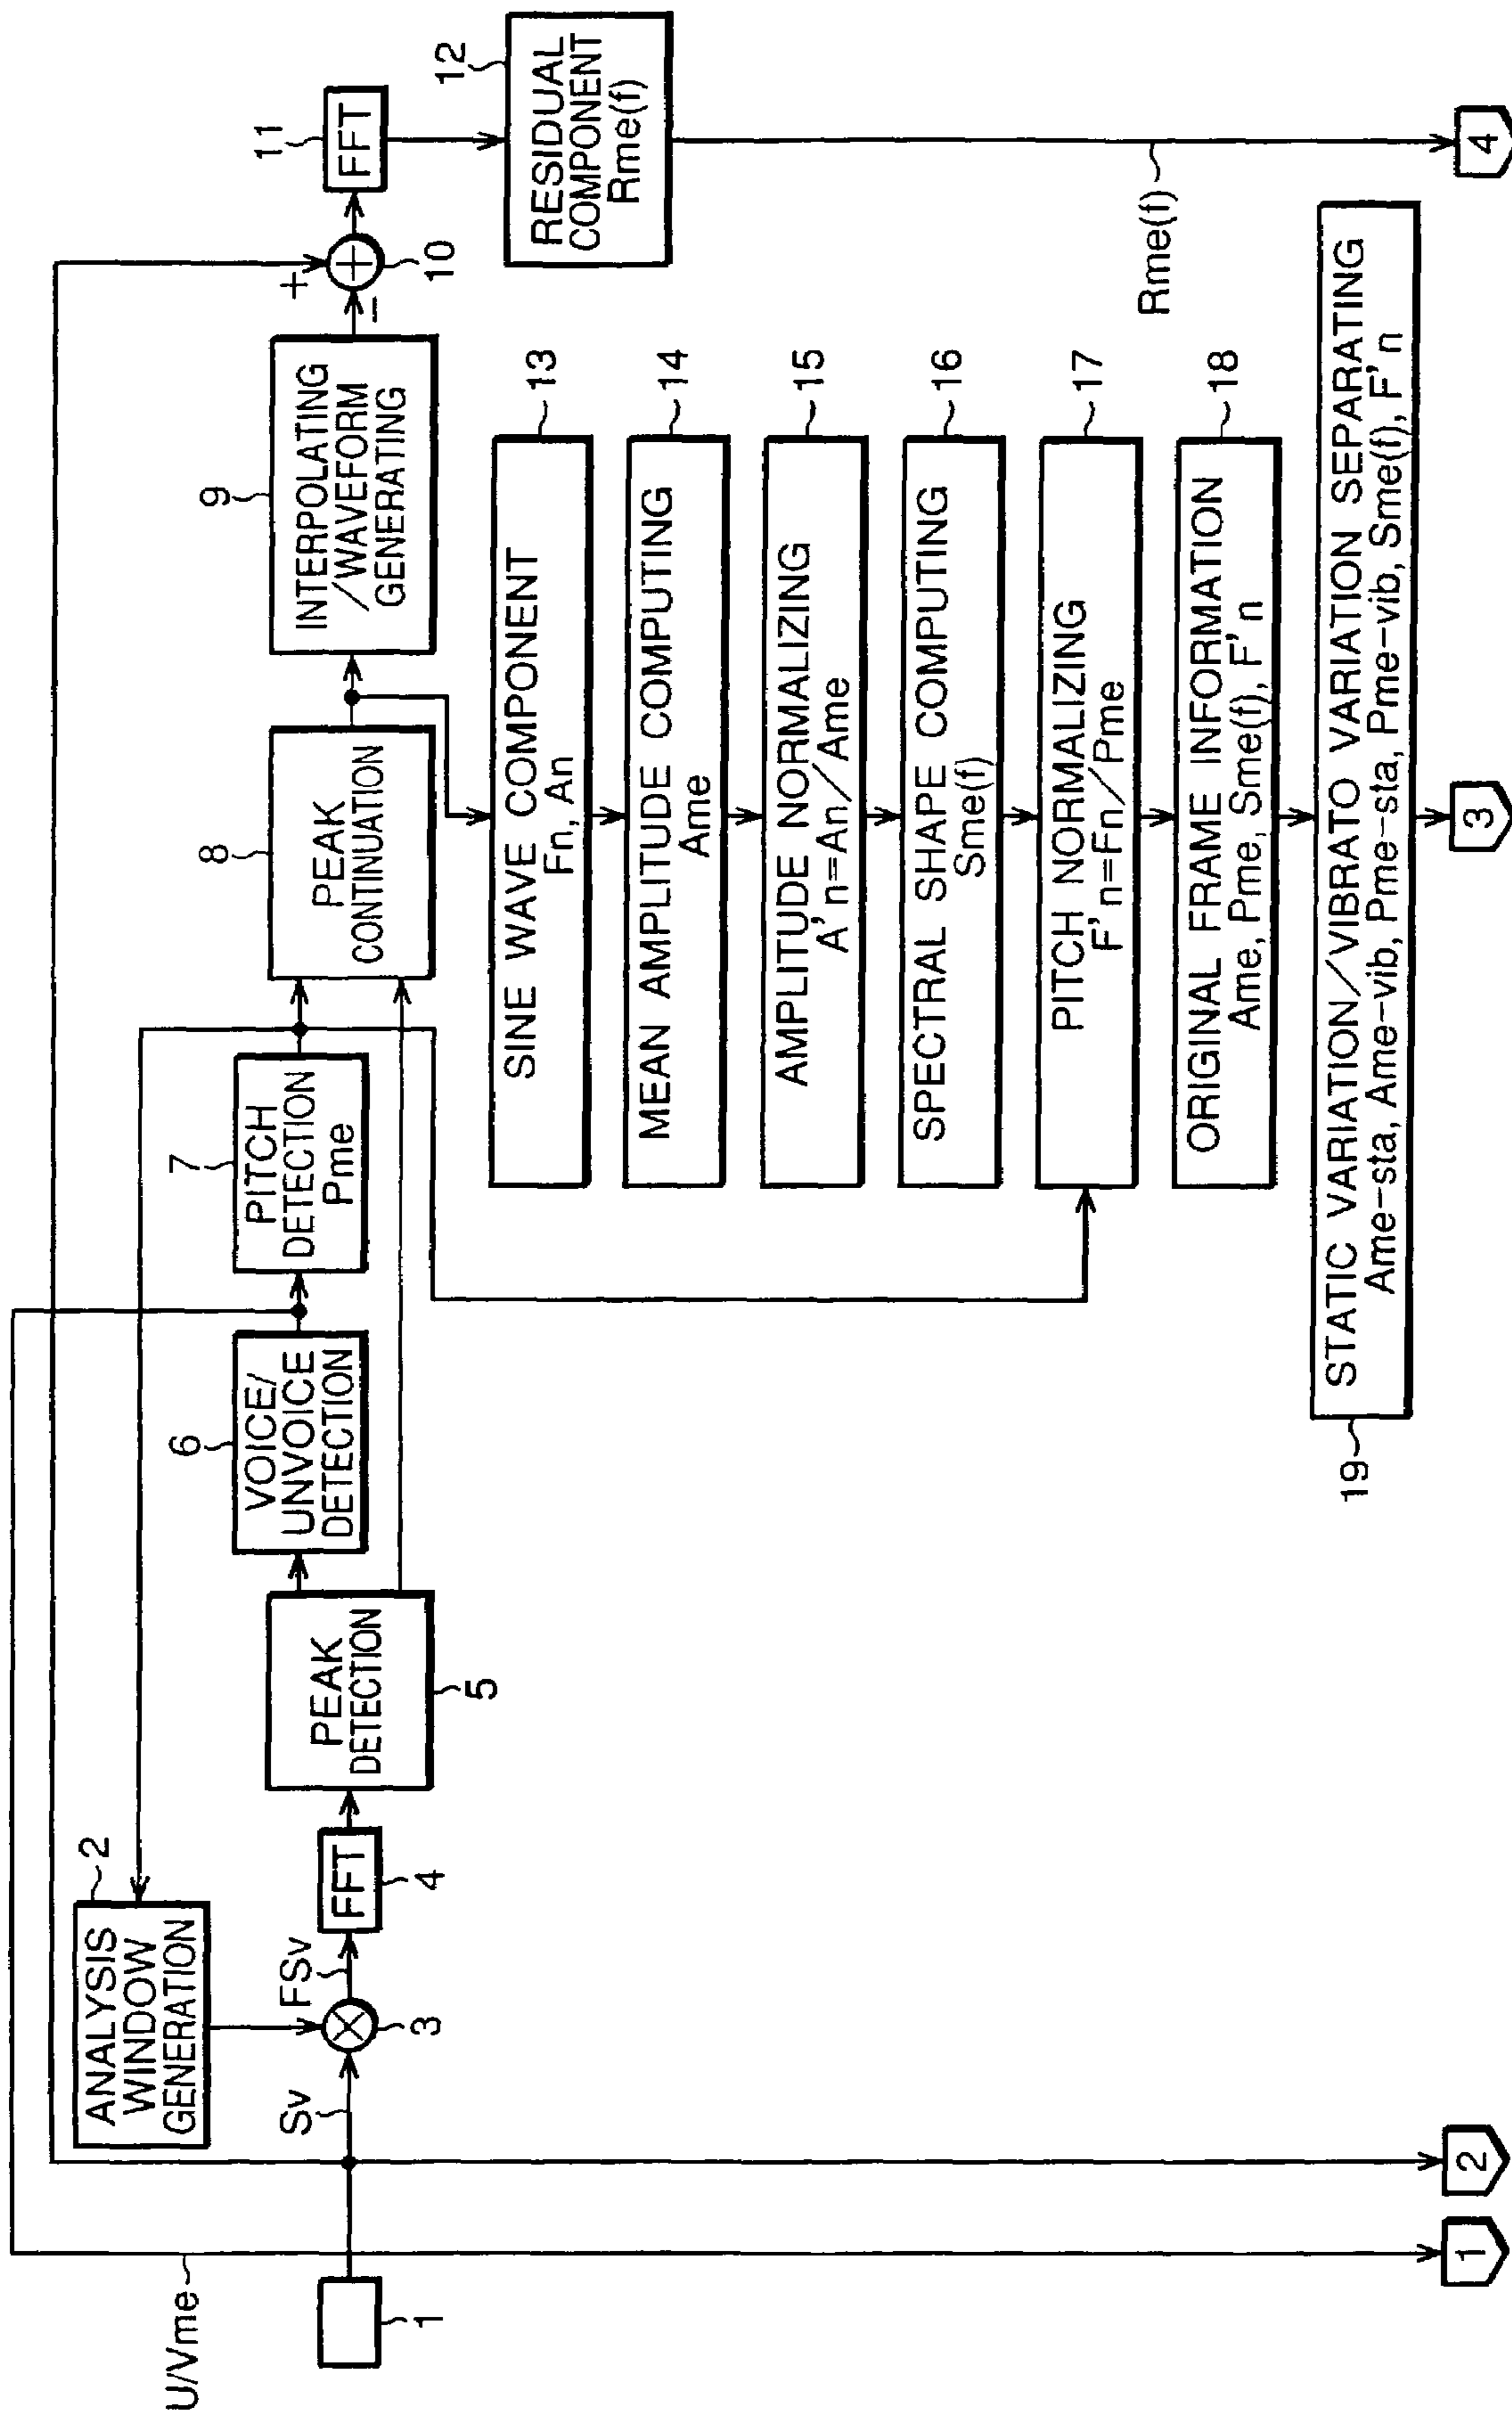 U/Vme
1
Sv
ANALYSIS
WINDOW
GENERATION
2
3
FSv
FFT
4
PEAK
DETECTION
5
VOICE/
UNVOICE
DETECTION
6
PITCH
DETECTION
Pme
7
PEAK
CONTINUATION
8
INTERPOLATING
/WAVEFORM
GENERATING
9
+
−
10
FFT
11
RESIDUAL
COMPONENT
Rme(f)
12
SINE WAVE COMPONENT
Fn, An
13
MEAN AMPLITUDE COMPUTING
Ame
14
AMPLITUDE NORMALIZING
A'n=An/Ame
15
SPECTRAL SHAPE COMPUTING
Sme(f)
16
PITCH NORMALIZING
F'n=Fn/Pme
17
ORIGINAL FRAME INFORMATION
Ame, Pme, Sme(f), F'n
18
STATIC VARIATION/VIBRATO VARIATION SEPARATING
Ame-sta, Ame-vib, Pme-sta, Pme-vib, Sme(f), F'n
19
Rme(f)
1
2
3
4